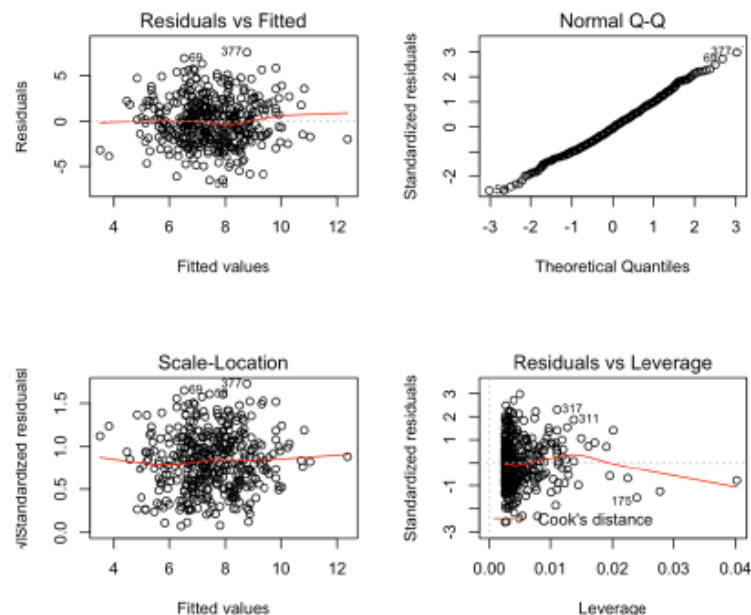 Residuals vs Fitted
Residuals
5
0
-5
69
377
58
4 6 8 10 12
Fitted values
Normal Q-Q
Standardized residuals
3
2
1
0
-2
377
69
58
-3 -2 -1 0 1 2 3
Theoretical Quantiles
Scale-Location
√|Standardized residuals|
1.5
1.0
0.5
0.0
69
377
4 6 8 10 12
Fitted values
Residuals vs Leverage
Standardized residuals
3
1
-1
-3
317
311
175
Cook's distance
0.00 0.01 0.02 0.03 0.04
Leverage